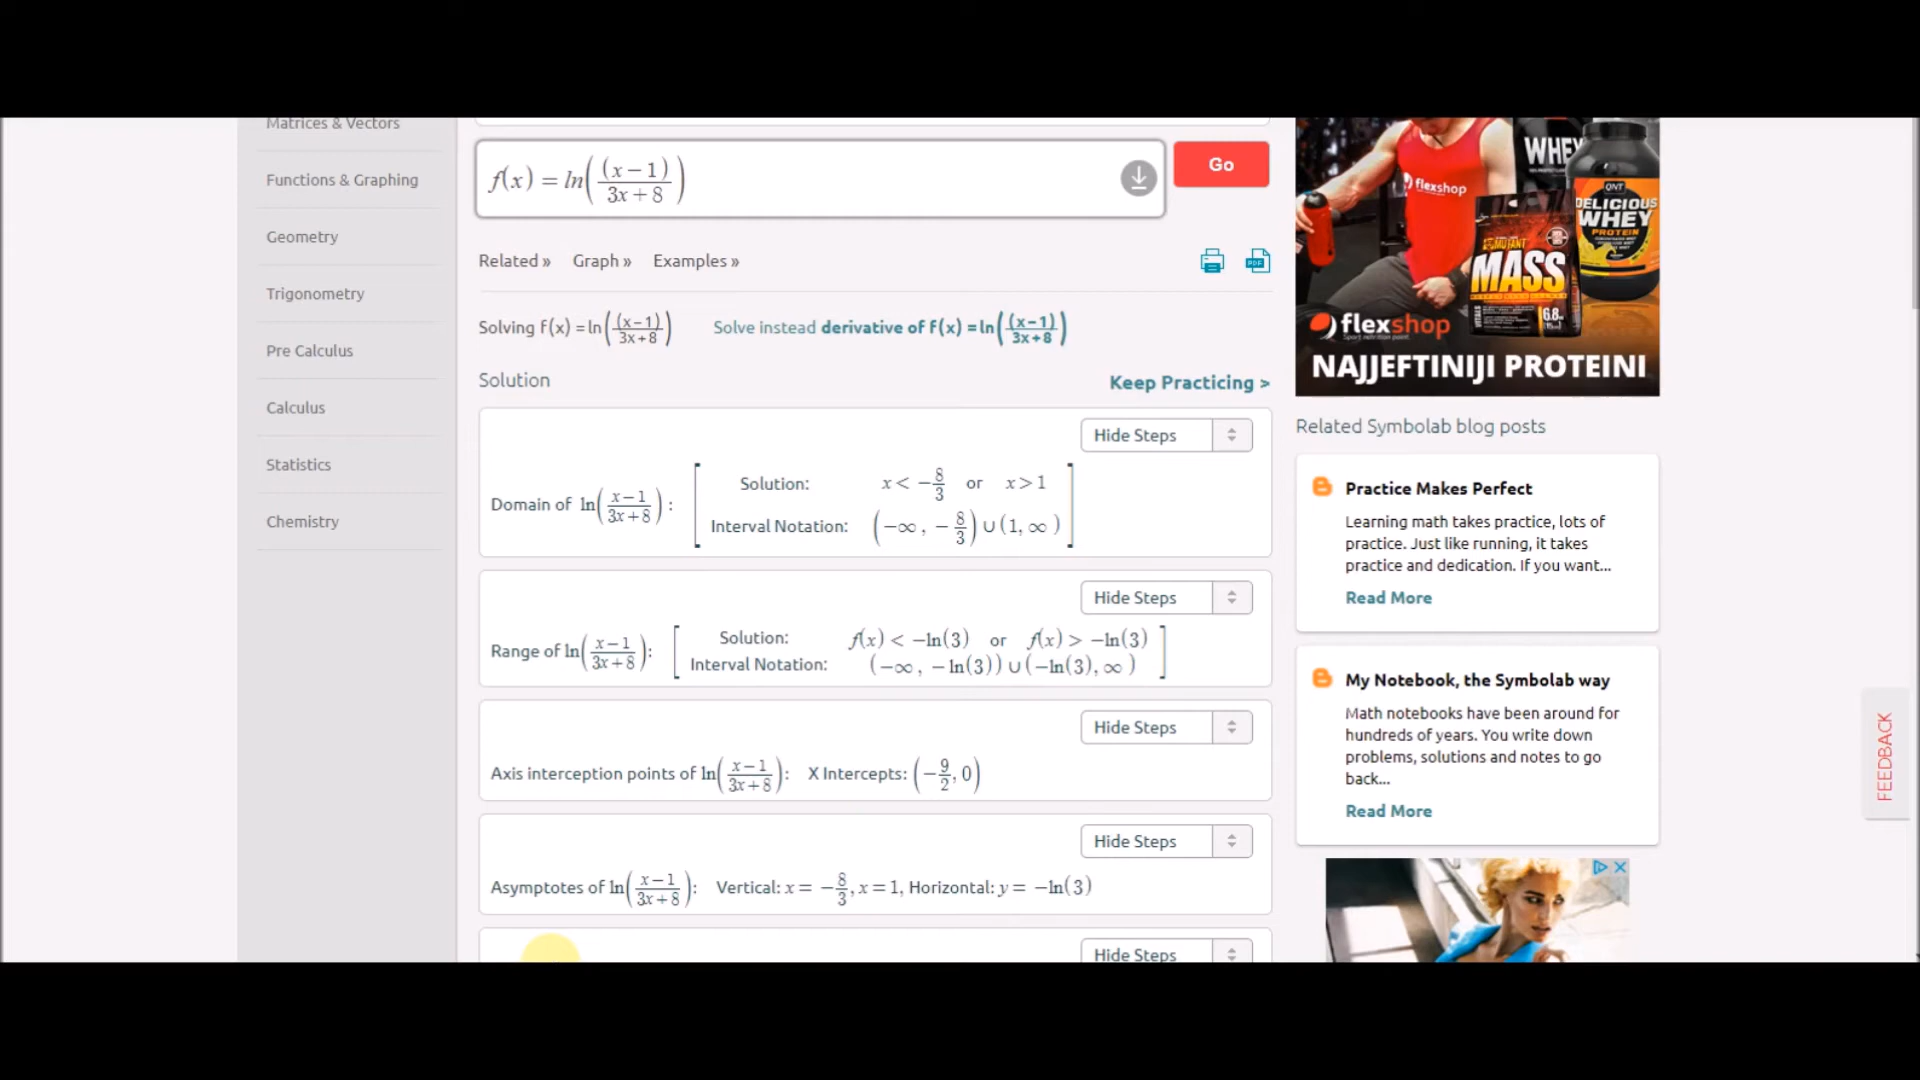 Matrices & Vectors
Functions & Graphing
Geometry
Trigonometry
Pre Calculus
Calculus
Statistics
Chemistry
f(x) = ln((x−1)/(3x+8))
Go
Related » Graph » Examples »
PDF
Solving f(x) = ln((x−1)/(3x+8)) Solve instead derivative of f(x) = ln((x−1)/(3x+8))
Solution Keep Practicing >
Hide Steps
Domain of ln((x−1)/(3x+8)) : [Solution: x < −8/3 or x > 1
Interval Notation: (−∞, −8/3) ∪ (1, ∞)]
Hide Steps
Range of ln((x−1)/(3x+8)): [Solution: f(x) < −ln(3) or f(x) > −ln(3)
Interval Notation: (−∞, −ln(3)) ∪ (−ln(3), ∞)]
Hide Steps
Axis interception points of ln((x−1)/(3x+8)): X Intercepts: (−9/2, 0)
Hide Steps
Asymptotes of ln((x−1)/(3x+8)): Vertical: x = −8/3, x = 1, Horizontal: y = −ln(3)
Hide Steps
WHEY
flexshop
QNT
DELICIOUS
WHEY
PROTEIN
MUTANT
MASS
6.8
flexshop
NAJJEFTINIJI PROTEINI
Related Symbolab blog posts
Practice Makes Perfect
Learning math takes practice, lots of
practice. Just like running, it takes
practice and dedication. If you want...
Read More
My Notebook, the Symbolab way
Math notebooks have been around for
hundreds of years. You write down
problems, solutions and notes to go
back...
Read More
FEEDBACK